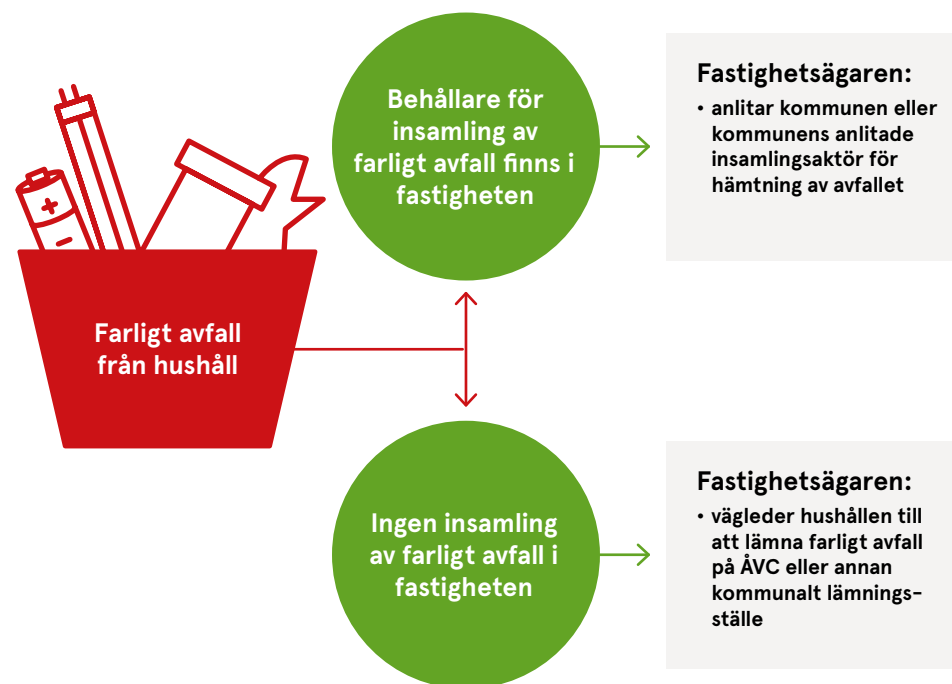 Behållare för
insamling av
farligt avfall finns i
fastigheten
Fastighetsägaren:
• anlitar kommunen eller
kommunens anlitade
insamlingsaktör för
hämtning av avfallet
Farligt avfall
från hushåll
Ingen insamling
av farligt avfall i
fastigheten
Fastighetsägaren:
• vägleder hushållen till
att lämna farligt avfall
på ÅVC eller annan
kommunalt lämnings-
ställe